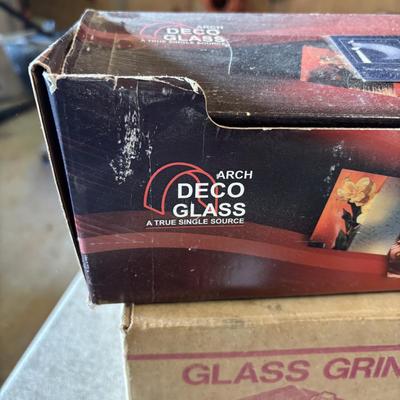 ARCH
DECO
GLASS
A TRUE SINGLE SOURCE
ARCH
DECO
GLASS
A TRUE SINGLE SOURCE
GLASS GRIN